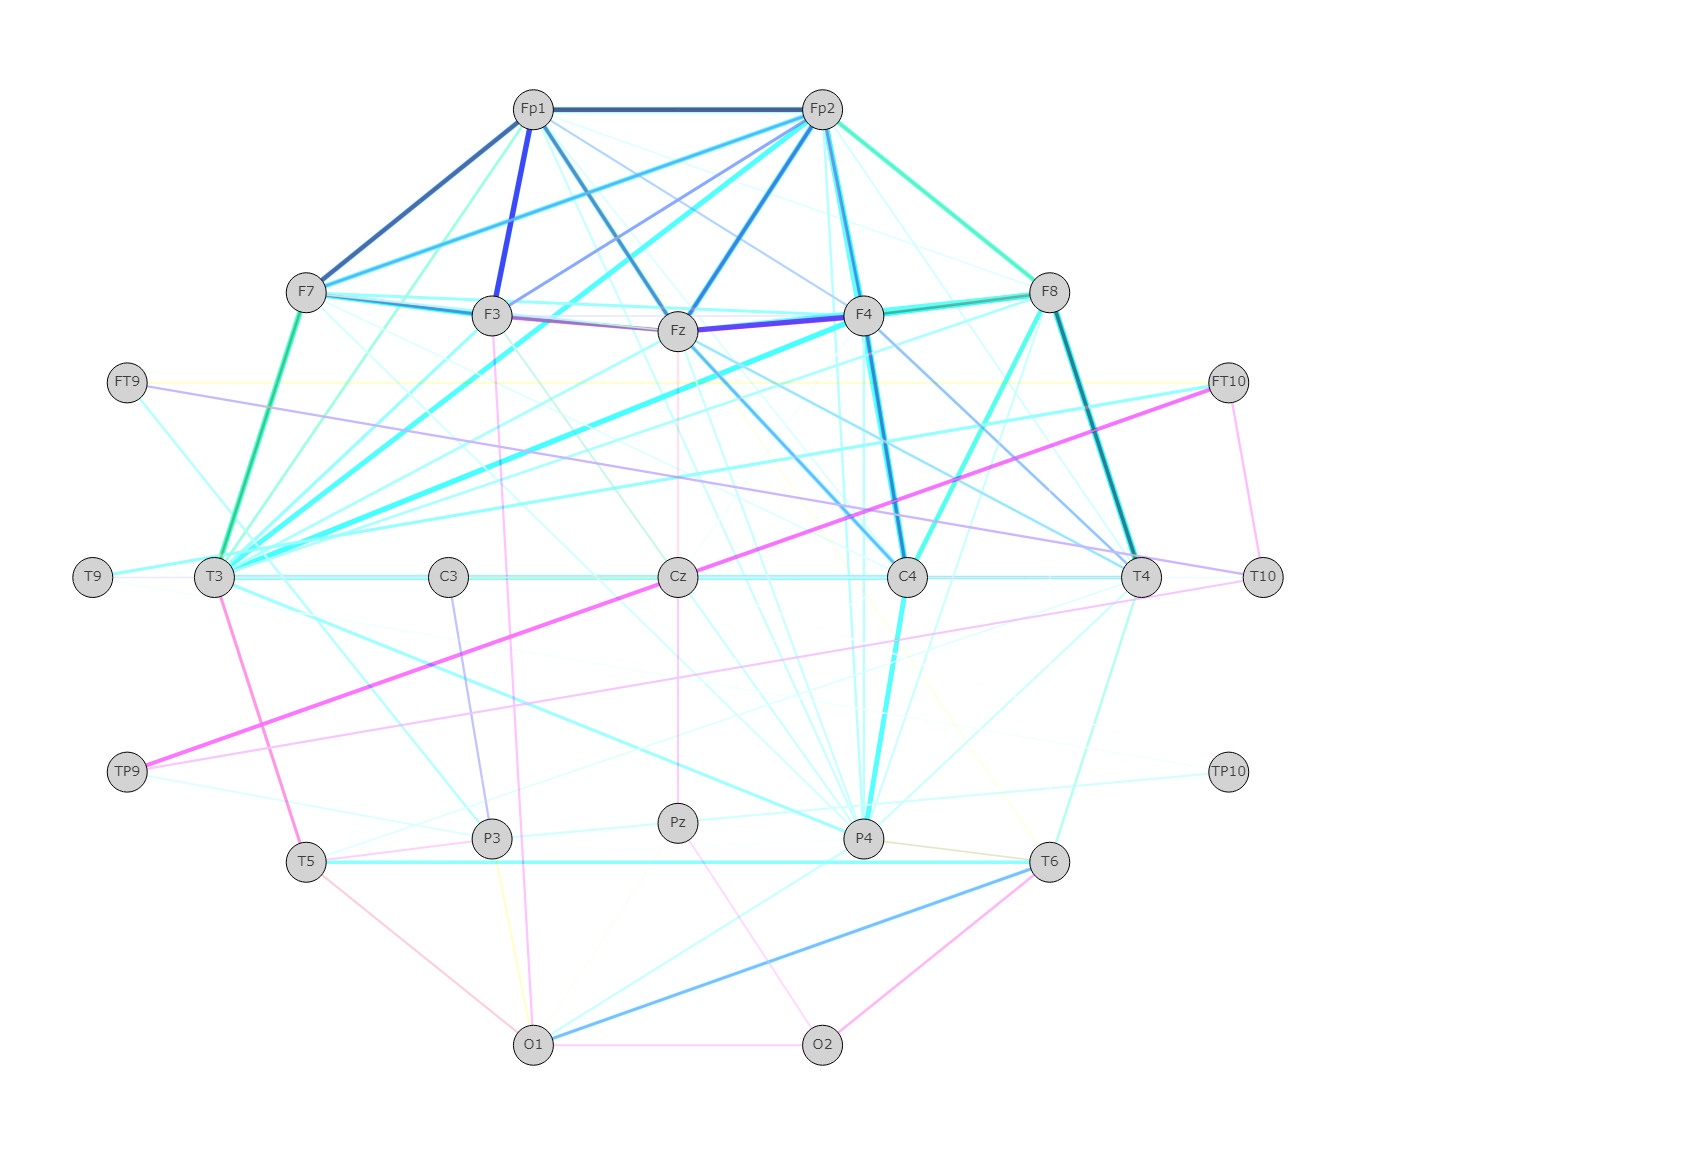 Fp1 Fp2
F7 F3 Fz F4 F8
FT9 FT10
T9 T3 C3 Cz C4 T4 T10
TP9 TP10
T5 P3 Pz P4 T6
O1 O2